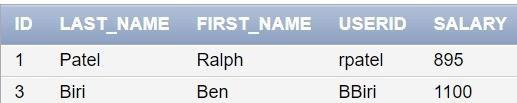 ID LAST_NAME FIRST_NAME USERID SALARY
1 Patel Ralph rpatel 895
3 Biri Ben BBiri 1100